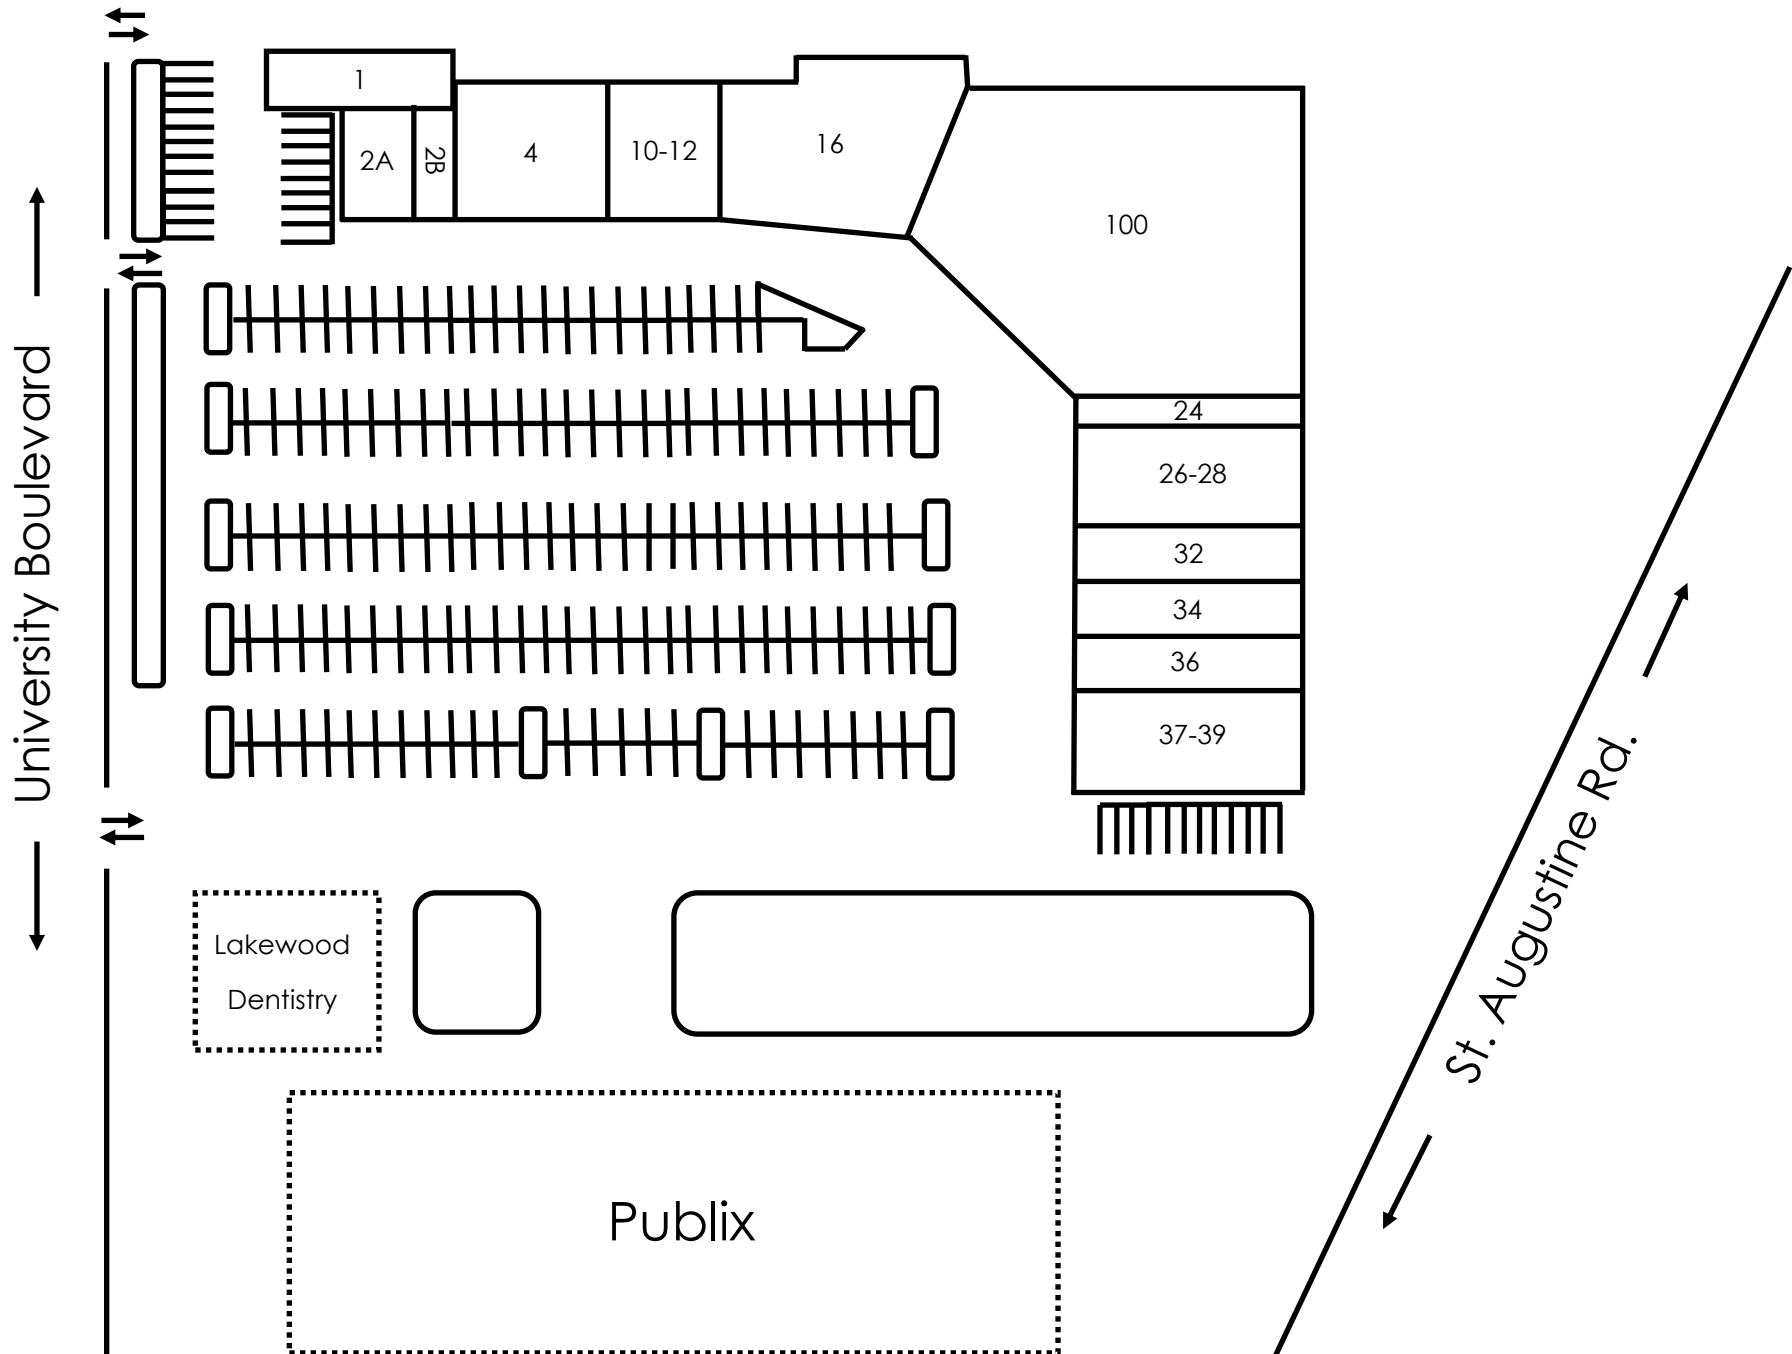 1
2A
2B
4
10-12
16
100
24
26-28
32
34
36
37-39
University Boulevard
St. Augustine Rd.
Lakewood
Dentistry
Publix